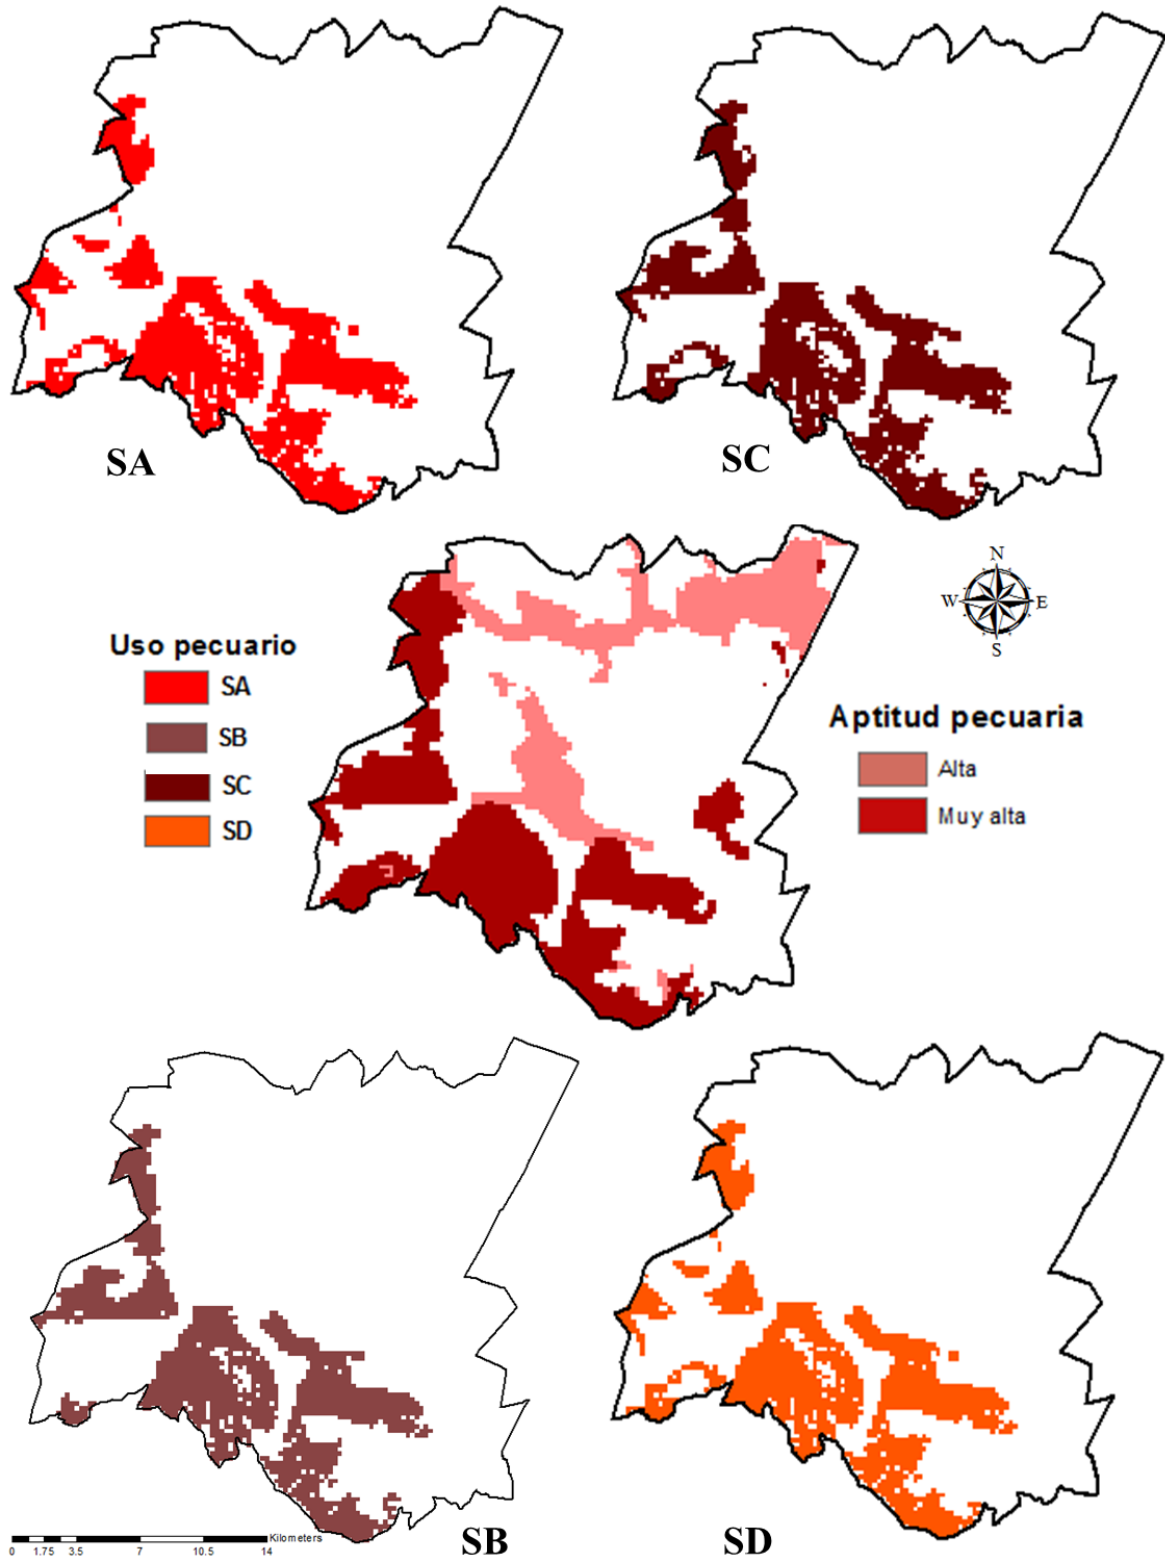 SA
SC
N
W E
S
Uso pecuario
SA
SB
SC
SD
Aptitud pecuaria
Alta
Muy alta
SB
SD
Kilometers
0 1.75 3.5 7 10.5 14